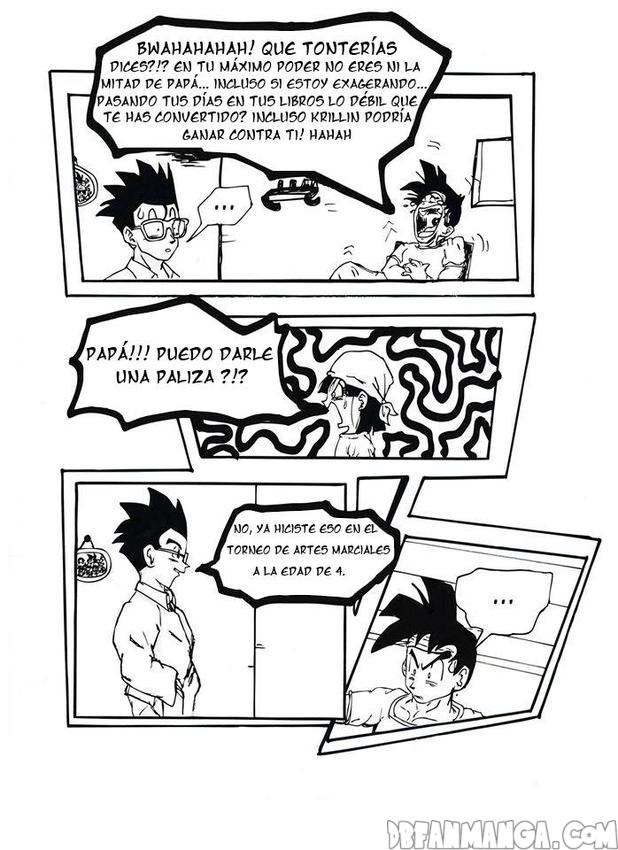 BWAHAHAHAH! QUE TONTERÍAS
DICES?!? EN TU MÁXIMO PODER NO ERES NI LA
MITAD DE PAPÁ... INCLUSO SI ESTOY EXAGERANDO...
PASANDO TUS DÍAS EN TUS LIBROS LO DÉBIL QUE
TE HAS CONVERTIDO? INCLUSO KRILLIN PODRÍA
GANAR CONTRA TI! HAHAH
...
PAPÁ!!! PUEDO DARLE
UNA PALIZA ?!?
NO, YA HICISTE ESO EN EL
TORNEO DE ARTES MARCIALES
A LA EDAD DE 4.
...
DBFANMANGA.COM